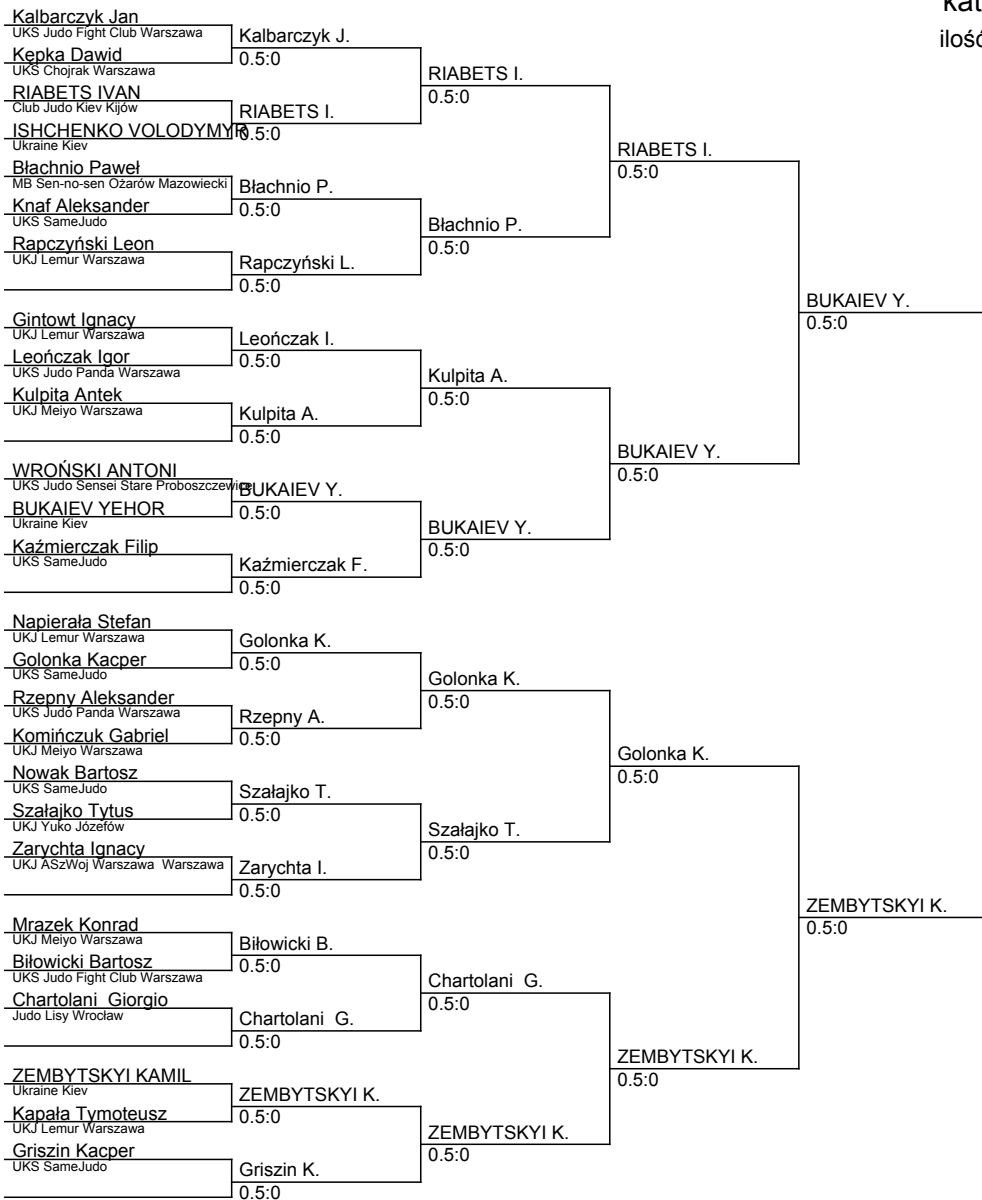 kat
ilość
Kalbarczyk Jan
UKS Judo Fight Club Warszawa
Kępka Dawid
UKS Chojrak Warszawa
RIABETS IVAN
Club Judo Kiev Kijów
ISHCHENKO VOLODYMYR
Ukraine Kiev
Błachnio Paweł
MB Sen-no-sen Ożarów Mazowiecki
Knaf Aleksander
UKS SameJudo
Rapczyński Leon
UKJ Lemur Warszawa
Gintowt Ignacy
UKJ Lemur Warszawa
Leończak Igor
UKS Judo Panda Warszawa
Kulpita Antek
UKJ Meiyo Warszawa
WROŃSKI ANTONI
UKS Judo Sensei Stare Proboszczewice
BUKAIEV YEHOR
Ukraine Kiev
Kaźmierczak Filip
UKS SameJudo
Napierała Stefan
UKJ Lemur Warszawa
Golonka Kacper
UKS SameJudo
Rzepny Aleksander
UKS Judo Panda Warszawa
Komińczuk Gabriel
UKJ Meiyo Warszawa
Nowak Bartosz
UKS SameJudo
Szałajko Tytus
UKJ Yuko Józefów
Zarychta Ignacy
UKJ ASzWoj Warszawa  Warszawa
Mrazek Konrad
UKJ Meiyo Warszawa
Biłowicki Bartosz
UKS Judo Fight Club Warszawa
Chartolani  Giorgio
Judo Lisy Wrocław
ZEMBYTSKYI KAMIL
Ukraine Kiev
Kapała Tymoteusz
UKJ Lemur Warszawa
Griszin Kacper
UKS SameJudo
Kalbarczyk J.
0.5:0
RIABETS I.
0.5:0
Błachnio P.
0.5:0
Rapczyński L.
0.5:0
Leończak I.
0.5:0
Kulpita A.
0.5:0
BUKAIEV Y.
0.5:0
Kaźmierczak F.
0.5:0
Golonka K.
0.5:0
Rzepny A.
0.5:0
Szałajko T.
0.5:0
Zarychta I.
0.5:0
Biłowicki B.
0.5:0
Chartolani  G.
0.5:0
ZEMBYTSKYI K.
0.5:0
Griszin K.
0.5:0
RIABETS I.
0.5:0
Błachnio P.
0.5:0
Kulpita A.
0.5:0
BUKAIEV Y.
0.5:0
Golonka K.
0.5:0
Szałajko T.
0.5:0
Chartolani  G.
0.5:0
ZEMBYTSKYI K.
0.5:0
RIABETS I.
0.5:0
BUKAIEV Y.
0.5:0
Golonka K.
0.5:0
ZEMBYTSKYI K.
0.5:0
BUKAIEV Y.
0.5:0
ZEMBYTSKYI K.
0.5:0